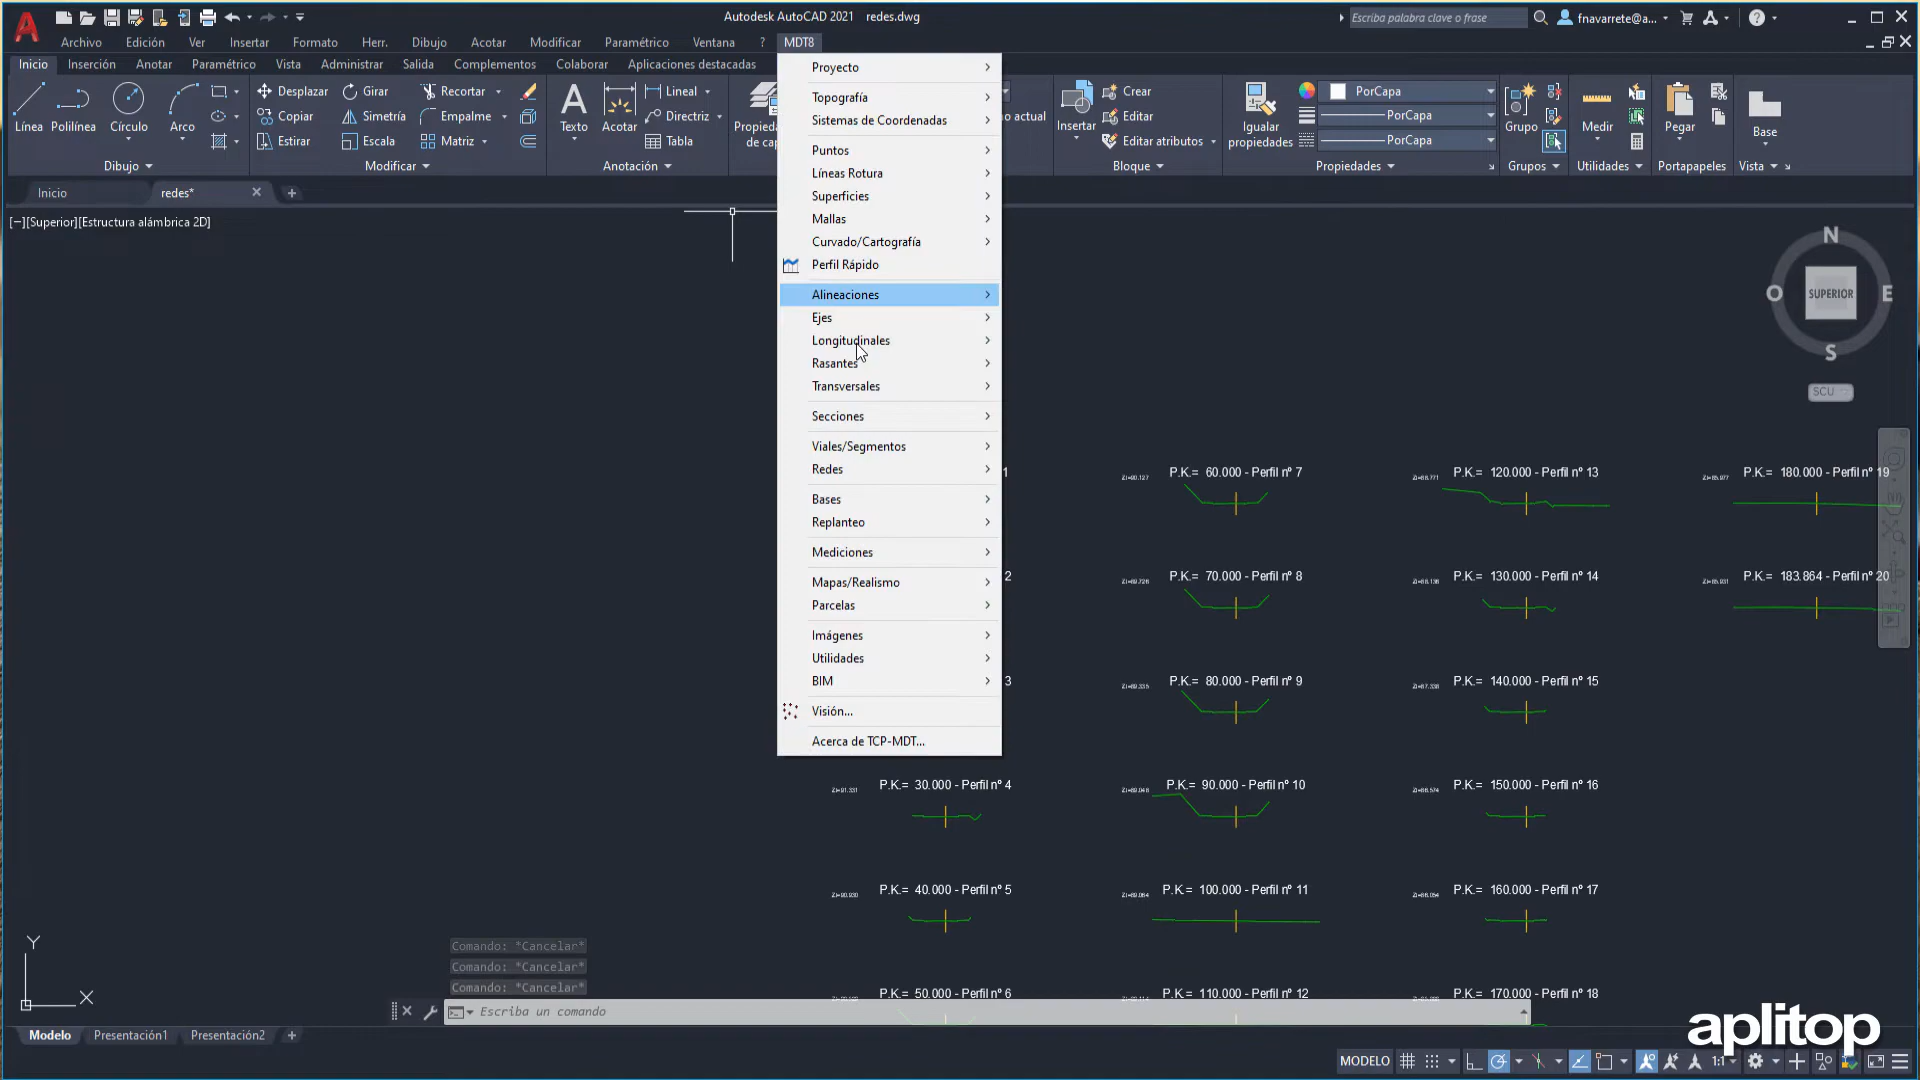 Autodesk AutoCAD 2021 redes.dwg
Escriba palabra clave o frase
fnavarrete@a...
Archivo Edición Ver Insertar Formato Herr. Dibujo Acotar Modificar Paramétrico Ventana ? MDT8
Inicio Inserción Anotar Paramétrico Vista Administrar Salida Complementos Colaborar Aplicaciones destacadas
Línea Polilínea Círculo Arco
Dibujo
Desplazar Girar Recortar
Copiar Simetría Empalme
Estirar Escala Matriz
Modificar
Texto Acotar
Lineal
Directriz
Tabla
Anotación
Propiedad
de cap
o actual
Insertar
Crear
Editar
Editar atributos
Bloque
Igualar
propiedades
PorCapa
PorCapa
PorCapa
Propiedades
Grupo
Grupos
Medir
Utilidades
Pegar
Portapapeles
Base
Vista
Inicio redes*
[−][Superior][Estructura alámbrica 2D]
Proyecto
Topografía
Sistemas de Coordenadas
Puntos
Líneas Rotura
Superficies
Mallas
Curvado/Cartografía
Perfil Rápido
Alineaciones
Ejes
Longitudinales
Rasantes
Transversales
Secciones
Viales/Segmentos
Redes
Bases
Replanteo
Mediciones
Mapas/Realismo
Parcelas
Imágenes
Utilidades
BIM
Visión...
Acerca de TCP-MDT...
N
O SUPERIOR E
S
SCU
1 P.K.= 60.000 - Perfil nº 7 P.K.= 120.000 - Perfil nº 13 P.K.= 180.000 - Perfil nº 19
2 P.K.= 70.000 - Perfil nº 8 P.K.= 130.000 - Perfil nº 14 P.K.= 183.864 - Perfil nº 20
3 P.K.= 80.000 - Perfil nº 9 P.K.= 140.000 - Perfil nº 15
P.K.= 30.000 - Perfil nº 4 P.K.= 90.000 - Perfil nº 10 P.K.= 150.000 - Perfil nº 16
P.K.= 40.000 - Perfil nº 5 P.K.= 100.000 - Perfil nº 11 P.K.= 160.000 - Perfil nº 17
P.K.= 50.000 - Perfil nº 6 P.K.= 110.000 - Perfil nº 12 P.K.= 170.000 - Perfil nº 18
Y
X
Comando: *Cancelar*
Comando: *Cancelar*
Comando: *Cancelar*
Escriba un comando
Modelo Presentación1 Presentación2
aplitop
MODELO 1:1